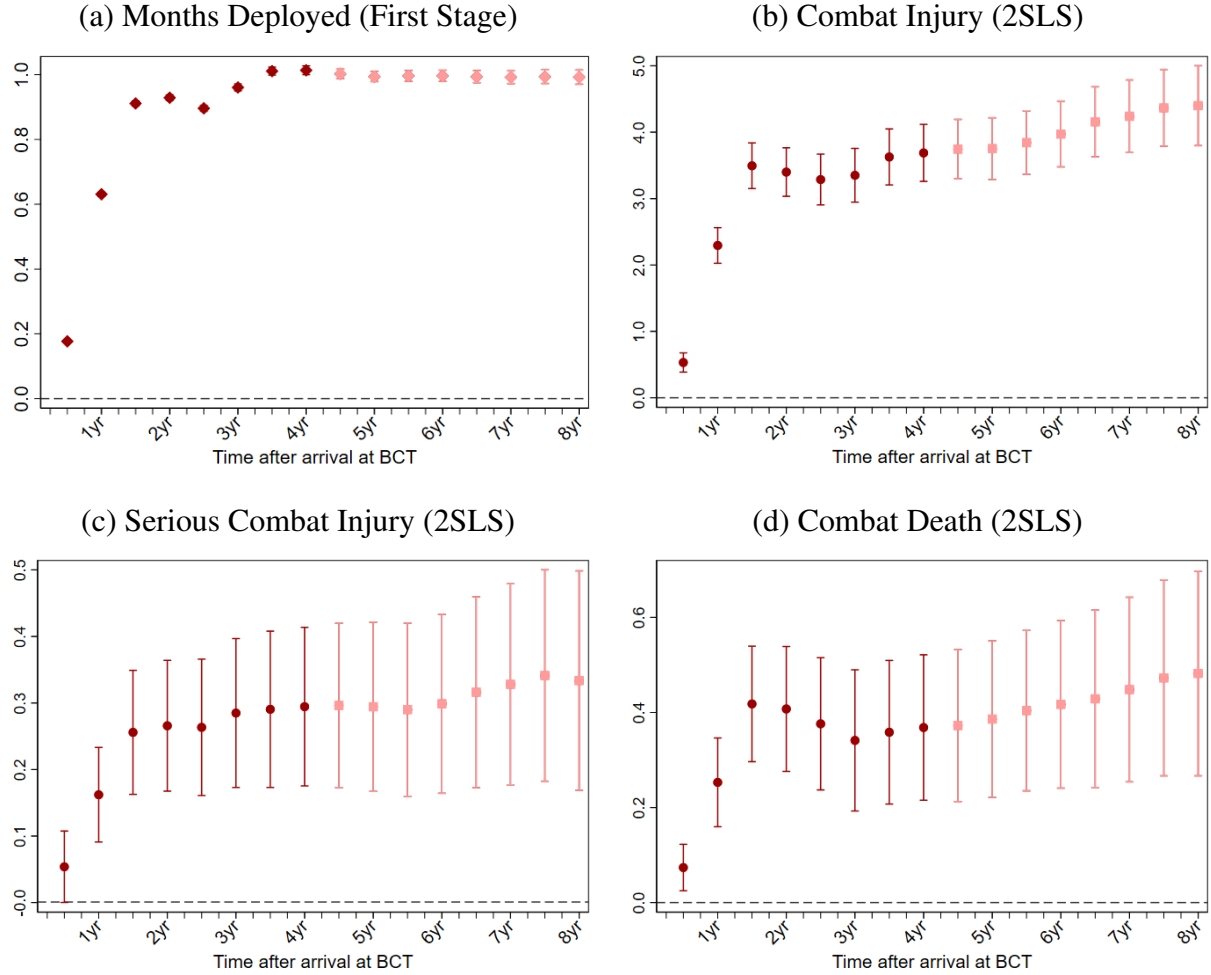 (a) Months Deployed (First Stage)
1.0
0.8
0.6
0.4
0.2
0.0
1yr 2yr 3yr 4yr 5yr 6yr 7yr 8yr
Time after arrival at BCT
(b) Combat Injury (2SLS)
5.0
4.0
3.0
2.0
1.0
0.0
1yr 2yr 3yr 4yr 5yr 6yr 7yr 8yr
Time after arrival at BCT
(c) Serious Combat Injury (2SLS)
0.5
0.4
0.3
0.2
0.1
-0.0
1yr 2yr 3yr 4yr 5yr 6yr 7yr 8yr
Time after arrival at BCT
(d) Combat Death (2SLS)
0.6
0.4
0.2
0.0
1yr 2yr 3yr 4yr 5yr 6yr 7yr 8yr
Time after arrival at BCT